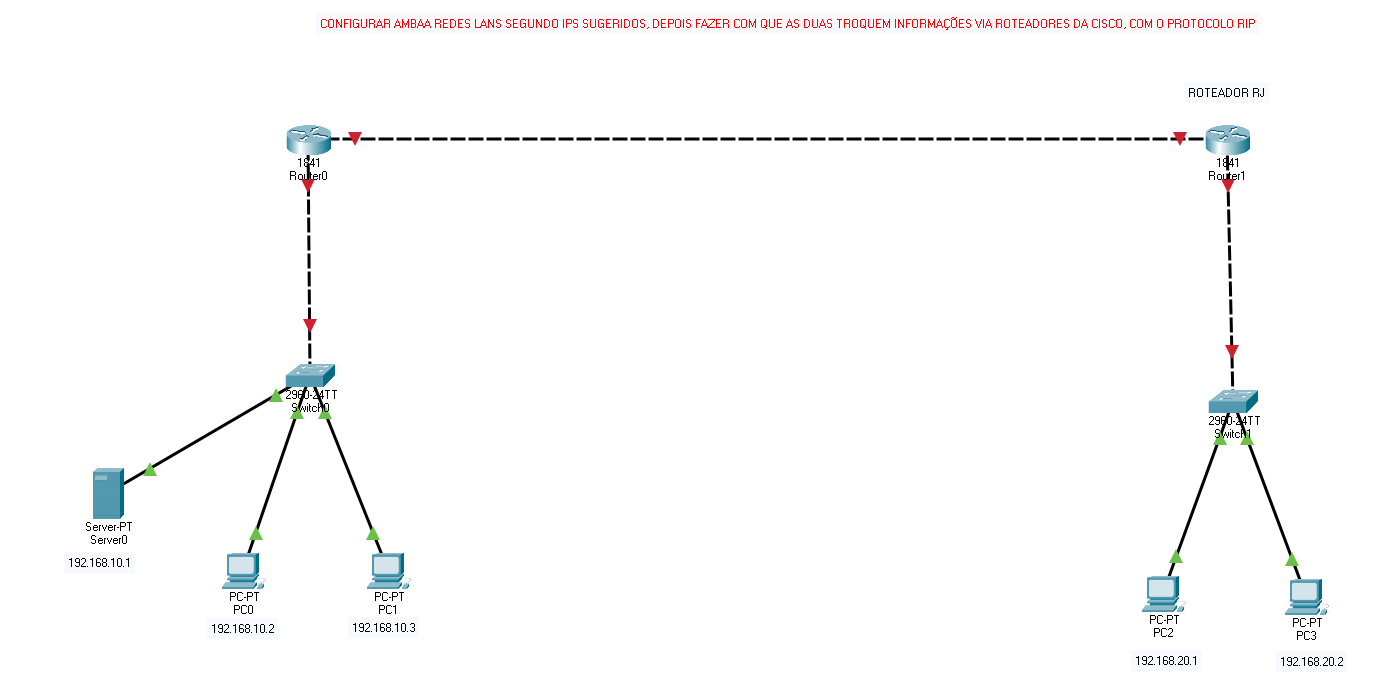 CONFIGURAR AMBAA REDES LANS SEGUNDO IPS SUGERIDOS, DEPOIS FAZER COM QUE AS DUAS TROQUEM INFORMAÇÕES VIA ROTEADORES DA CISCO, COM O PROTOCOLO RIP
ROTEADOR RJ
1841
Router0
1841
Router1
2960-24TT
Switch0
2960-24TT
Switch1
Server-PT
Server0
192.168.10.1
PC-PT
PC0
192.168.10.2
PC-PT
PC1
192.168.10.3
PC-PT
PC2
192.168.20.1
PC-PT
PC3
192.168.20.2